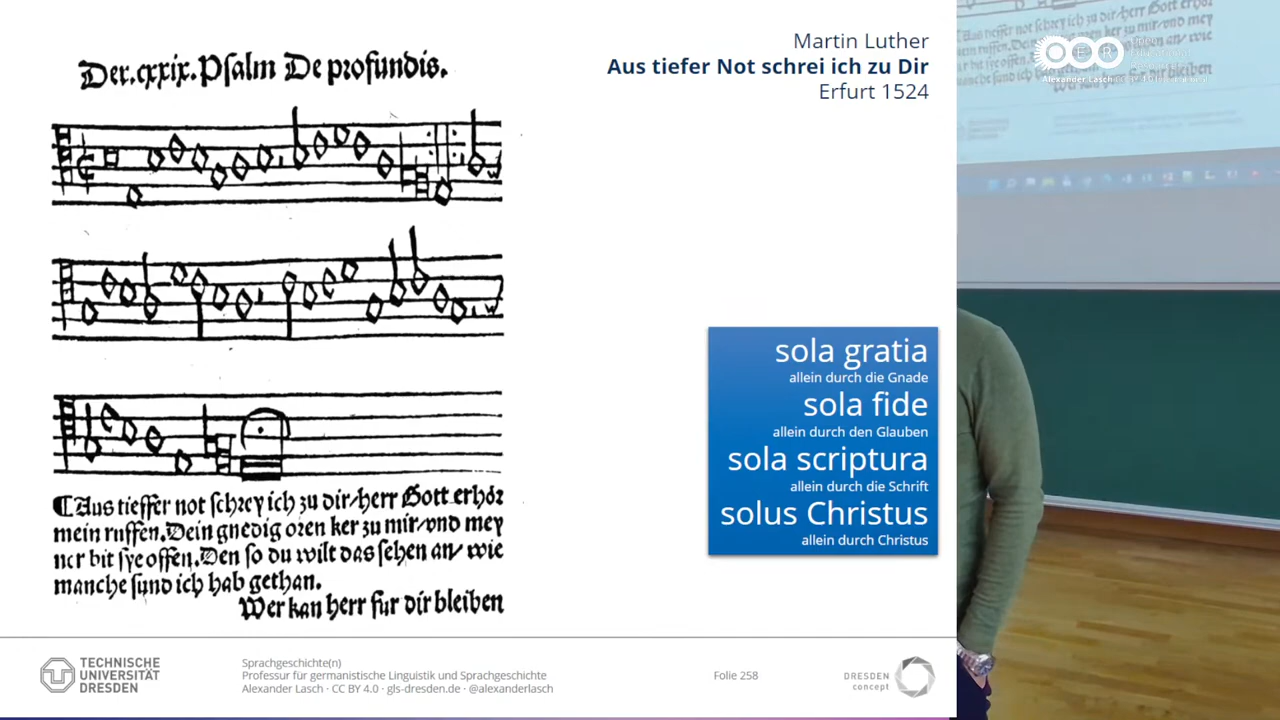 Der.cxxix.Psalm De profundis.
Martin Luther
Aus tiefer Not schrei ich zu Dir
Erfurt 1524
sola gratia
allein durch die Gnade
sola fide
allein durch den Glauben
sola scriptura
allein durch die Schrift
solus Christus
allein durch Christus
Aus tieffer not schrey ich zu dir/herr Gott erhör
mein ruffen.Dein gnedig oren ker zu mir/vnd mey
ner bit sye offen.Den so du wilt das sehen an/ wie
manche sund ich hab gethan.
Wer kan herr fur dir bleiben
TECHNISCHE
UNIVERSITÄT
DRESDEN
Sprachgeschichte(n)
Professur für germanistische Linguistik und Sprachgeschichte
Alexander Lasch · CC BY 4.0 · gls-dresden.de · @alexanderlasch
Folie 258
DRESDEN
concept
OER
Alexander Lasch